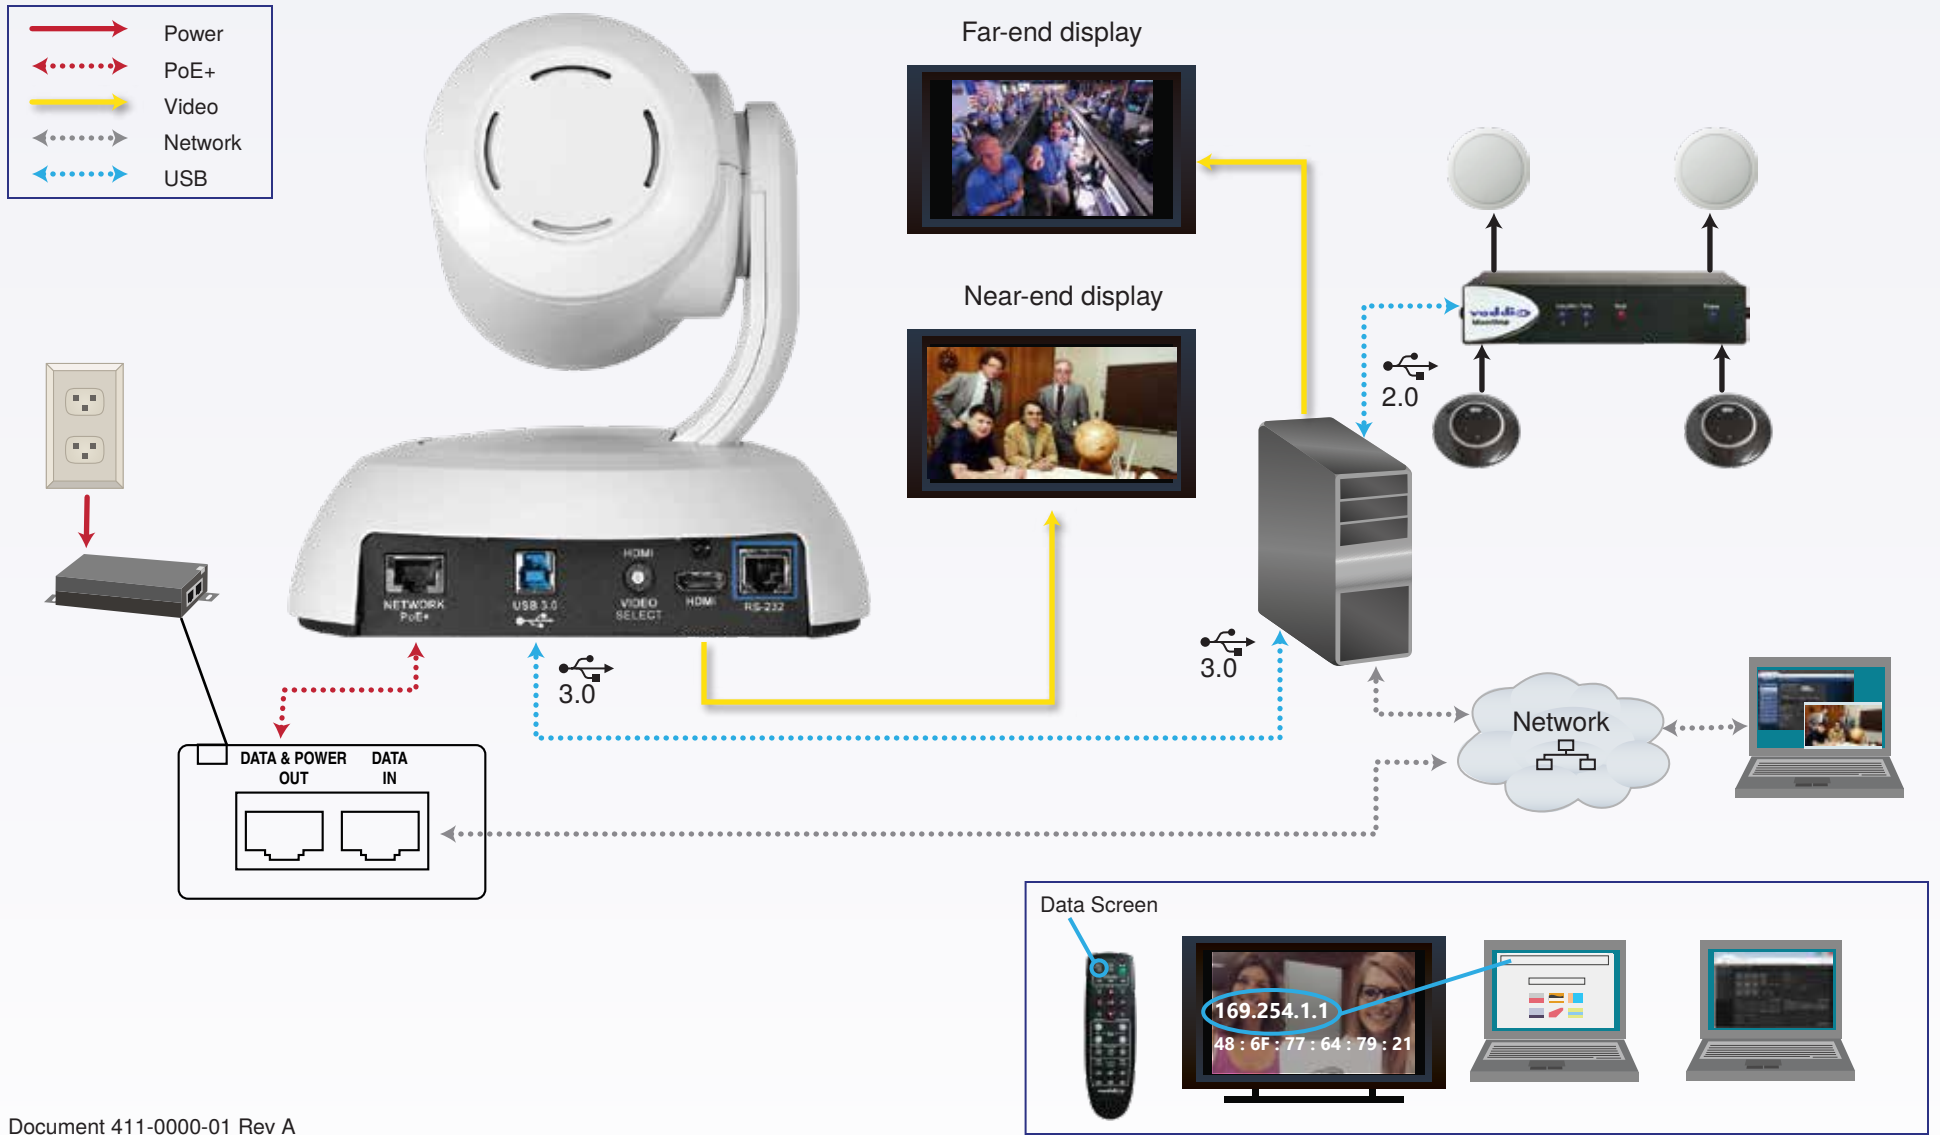 Power
PoE+
Video
Network
USB
Far-end display
Near-end display
2.0
HDMI
NETWORK
PoE+
USB 3.0
VIDEO
SELECT
HDMI
RS-232
3.0
3.0
DATA & POWER
OUT
DATA
IN
Network
Data Screen
169.254.1.1
48 : 6F : 77 : 64 : 79 : 21
Document 411-0000-01 Rev A